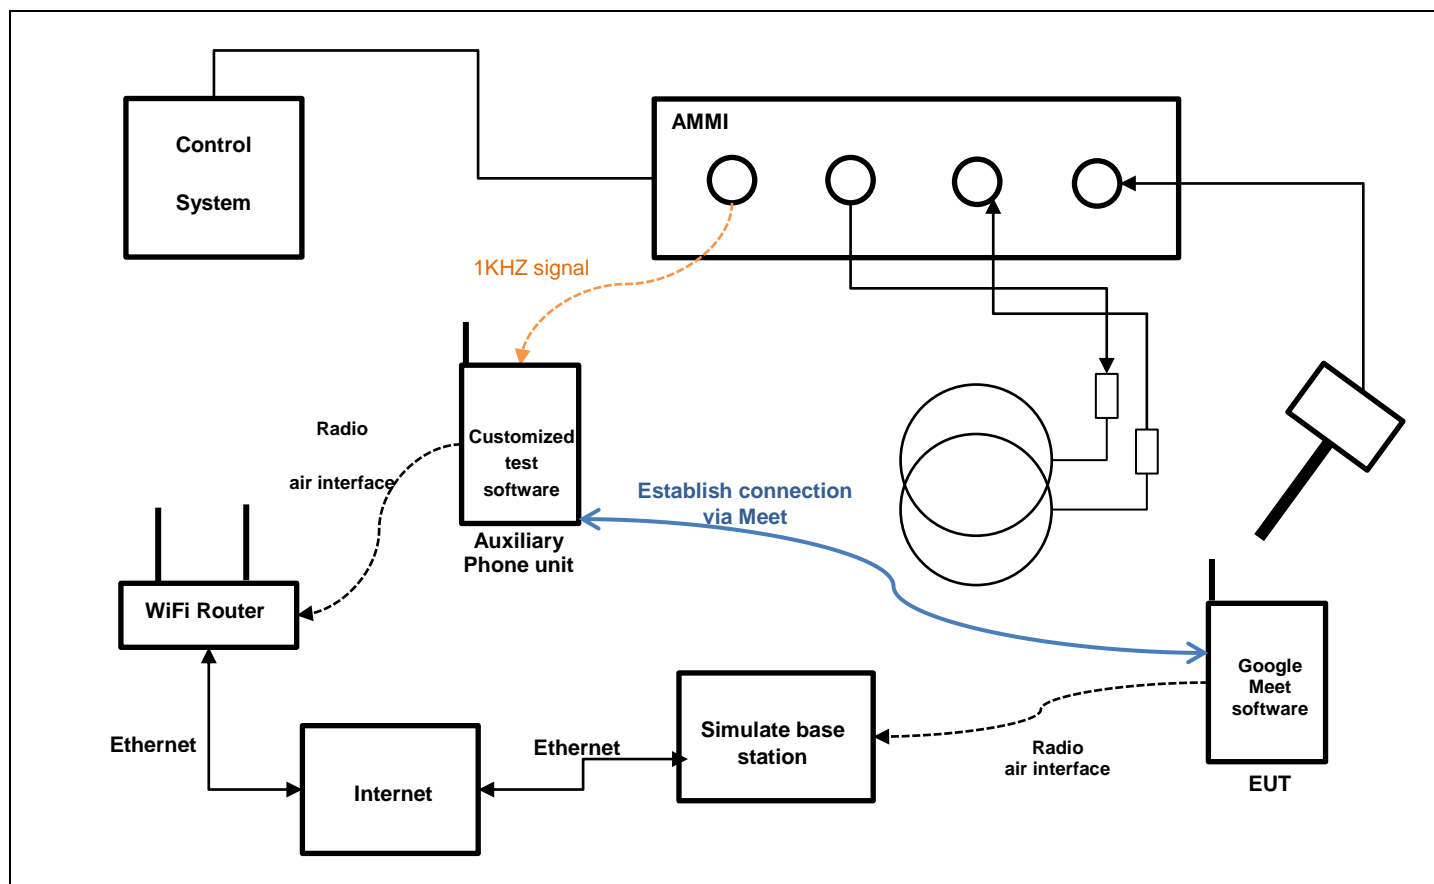 AMMI
Control
System
1KHZ signal
Radio
air interface
Customized
test
software
Establish connection
via Meet
Auxiliary
Phone unit
WiFi Router
Google
Meet
software
Simulate base
station
Ethernet
Ethernet
Radio
air interface
EUT
Internet